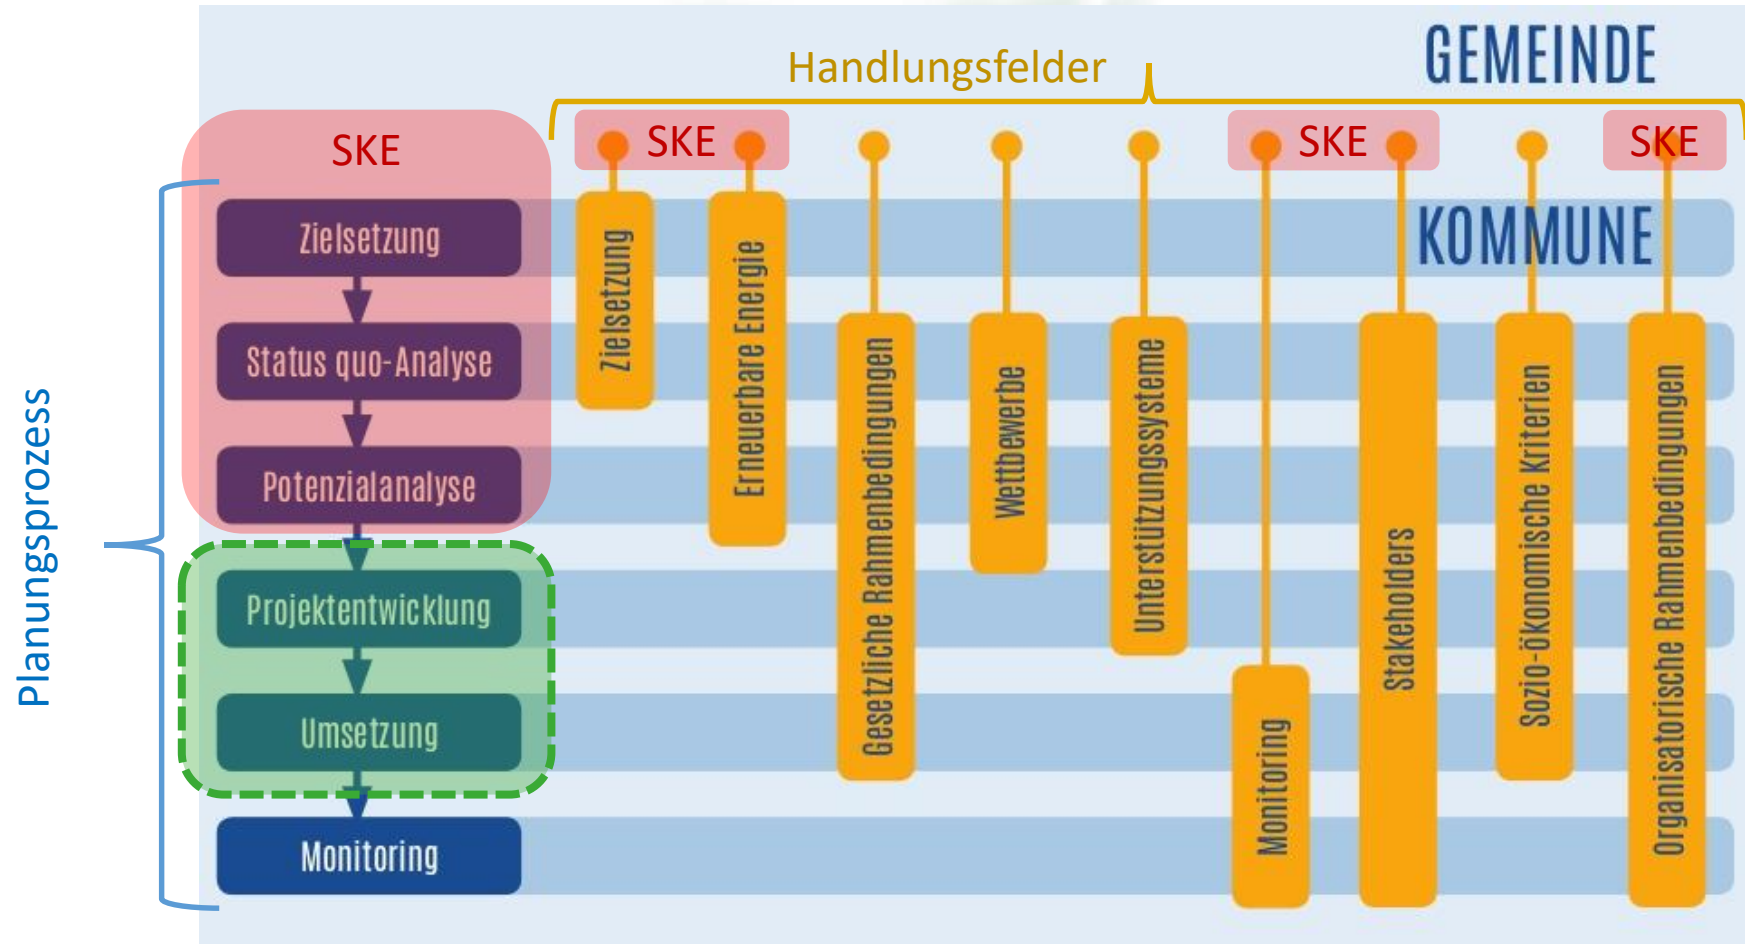 GEMEINDE
Handlungsfelder
SKE
SKE
SKE
SKE
KOMMUNE
Planungsprozess
Zielsetzung
Status quo-Analyse
Potenzialanalyse
Projektentwicklung
Umsetzung
Monitoring
Zielsetzung
Erneuerbare Energie
Gesetzliche Rahmenbedingungen
Wettbewerbe
Unterstützungssysteme
Monitoring
Stakeholders
Sozio-ökonomische Kriterien
Organisatorische Rahmenbedingungen